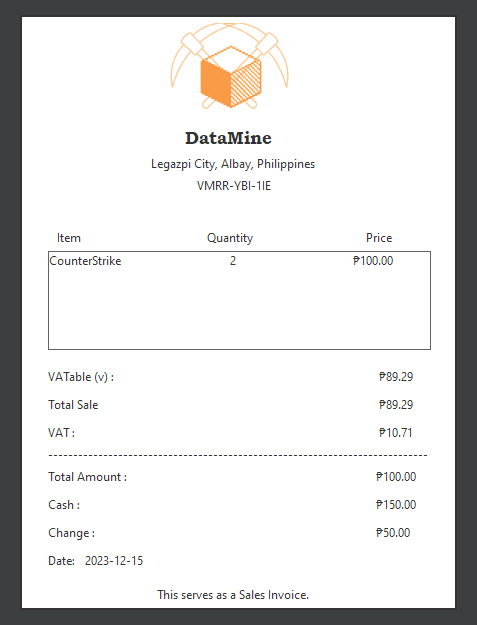 DataMine
Legazpi City, Albay, Philippines
VMRR-YBI-1IE
Item Quantity Price
CounterStrike 2 ₱100.00
VATable (v) : ₱89.29
Total Sale ₱89.29
VAT : ₱10.71
Total Amount : ₱100.00
Cash : ₱150.00
Change : ₱50.00
Date: 2023-12-15
This serves as a Sales Invoice.